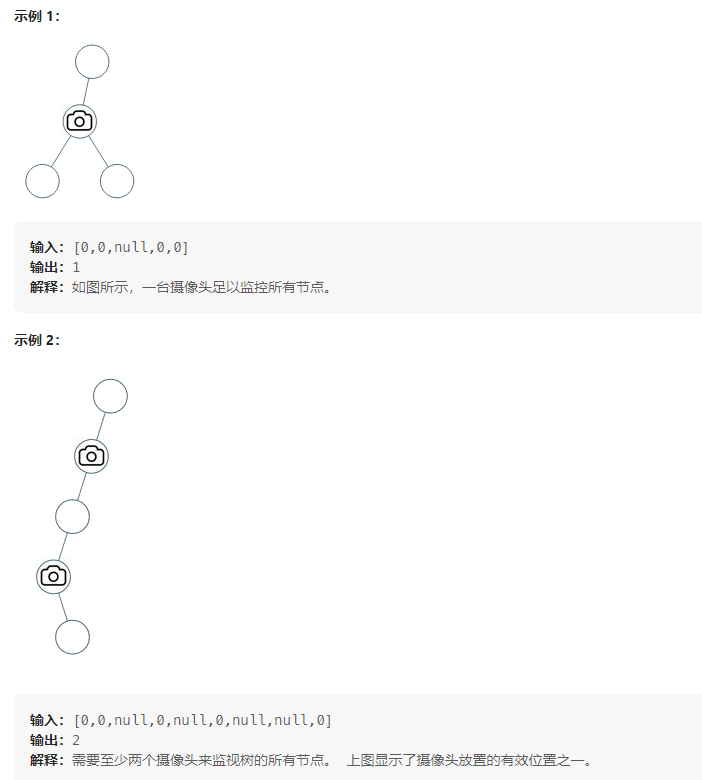 示例 1：
输入：[0,0,null,0,0]
输出：1
解释：如图所示，一台摄像头足以监控所有节点。
示例 2：
输入：[0,0,null,0,null,0,null,null,0]
输出：2
解释：需要至少两个摄像头来监视树的所有节点。 上图显示了摄像头放置的有效位置之一。